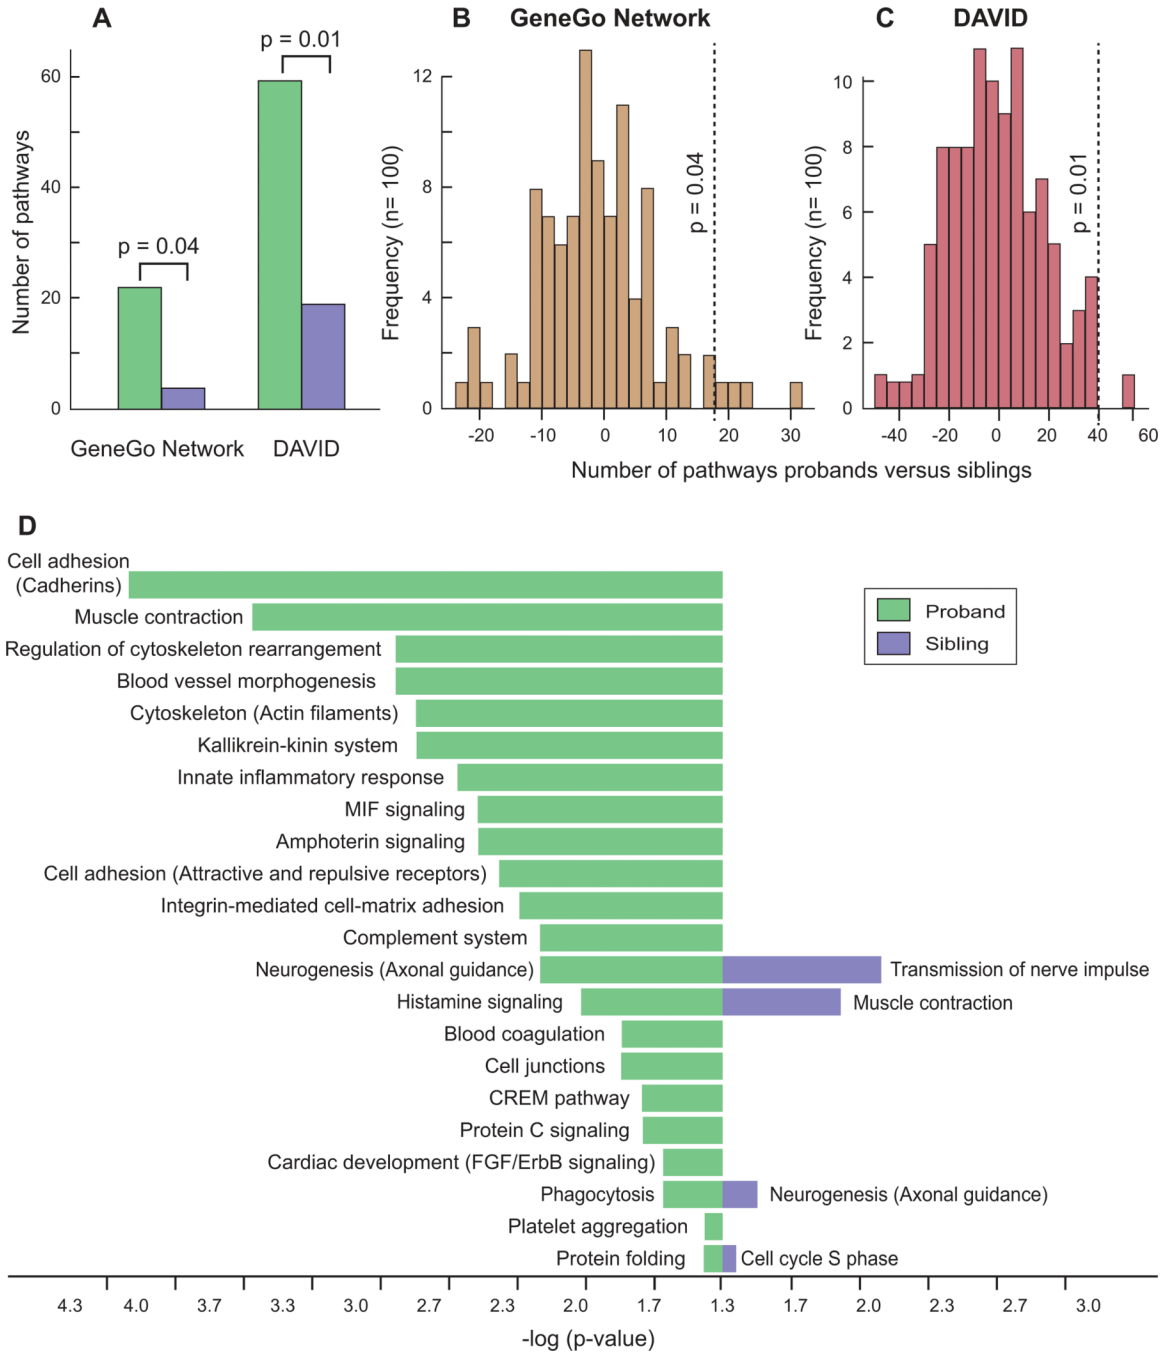 A
p = 0.01
60
40
20
0
Number of pathways
p = 0.04
GeneGo Network
DAVID
B
GeneGo Network
12
8
4
0
Frequency (n= 100)
p = 0.04
-20
-10
0
10
20
30
C
DAVID
10
8
6
4
2
0
Frequency (n= 100)
p = 0.01
-40
-20
0
20
40
60
Number of pathways probands versus siblings
D
Cell adhesion
(Cadherins)
Muscle contraction
Regulation of cytoskeleton rearrangement
Blood vessel morphogenesis
Cytoskeleton (Actin filaments)
Kallikrein-kinin system
Innate inflammatory response
MIF signaling
Amphoterin signaling
Cell adhesion (Attractive and repulsive receptors)
Integrin-mediated cell-matrix adhesion
Complement system
Neurogenesis (Axonal guidance)
Transmission of nerve impulse
Histamine signaling
Muscle contraction
Blood coagulation
Cell junctions
CREM pathway
Protein C signaling
Cardiac development (FGF/ErbB signaling)
Phagocytosis
Neurogenesis (Axonal guidance)
Platelet aggregation
Protein folding
Cell cycle S phase
Proband
Sibling
4.3
4.0
3.7
3.3
3.0
2.7
2.3
2.0
1.7
1.3
1.7
2.0
2.3
2.7
3.0
-log (p-value)